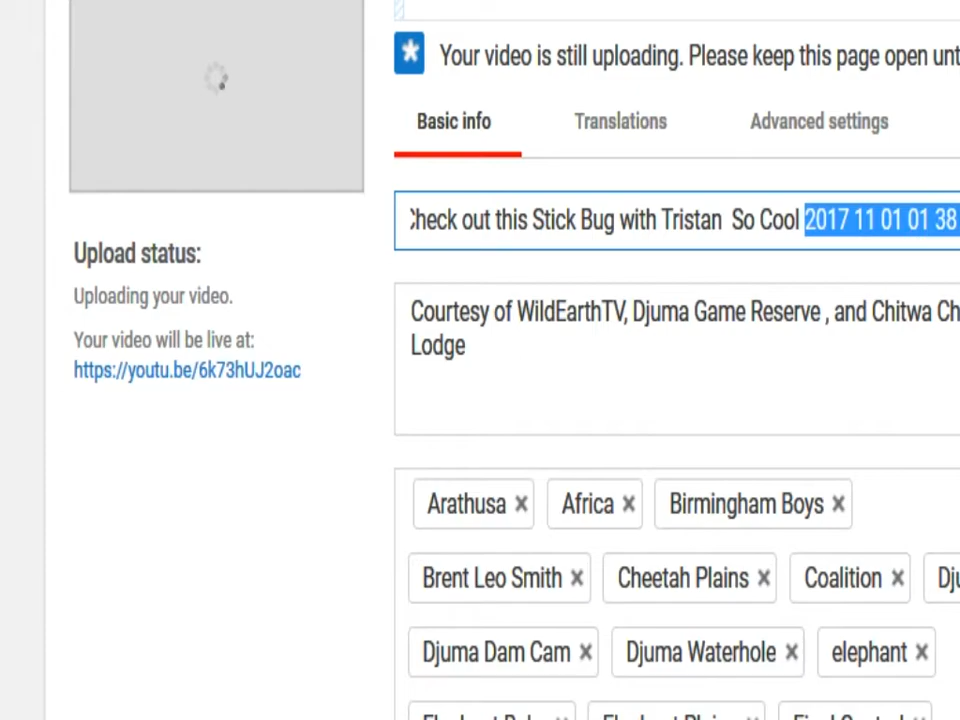 Your video is still uploading. Please keep this page open
Basic info Translations Advanced settings
Check out this Stick Bug with Tristan So Cool 2017 11 01 01 38
Upload status:
Uploading your video.
Your video will be live at:
https://youtu.be/6k73hUJ2oac
Courtesy of WildEarthTV, Djuma Game Reserve , and Chitwa
Lodge
Arathusa × Africa × Birmingham Boys ×
Brent Leo Smith × Cheetah Plains × Coalition ×
Djuma Dam Cam × Djuma Waterhole × elephant ×